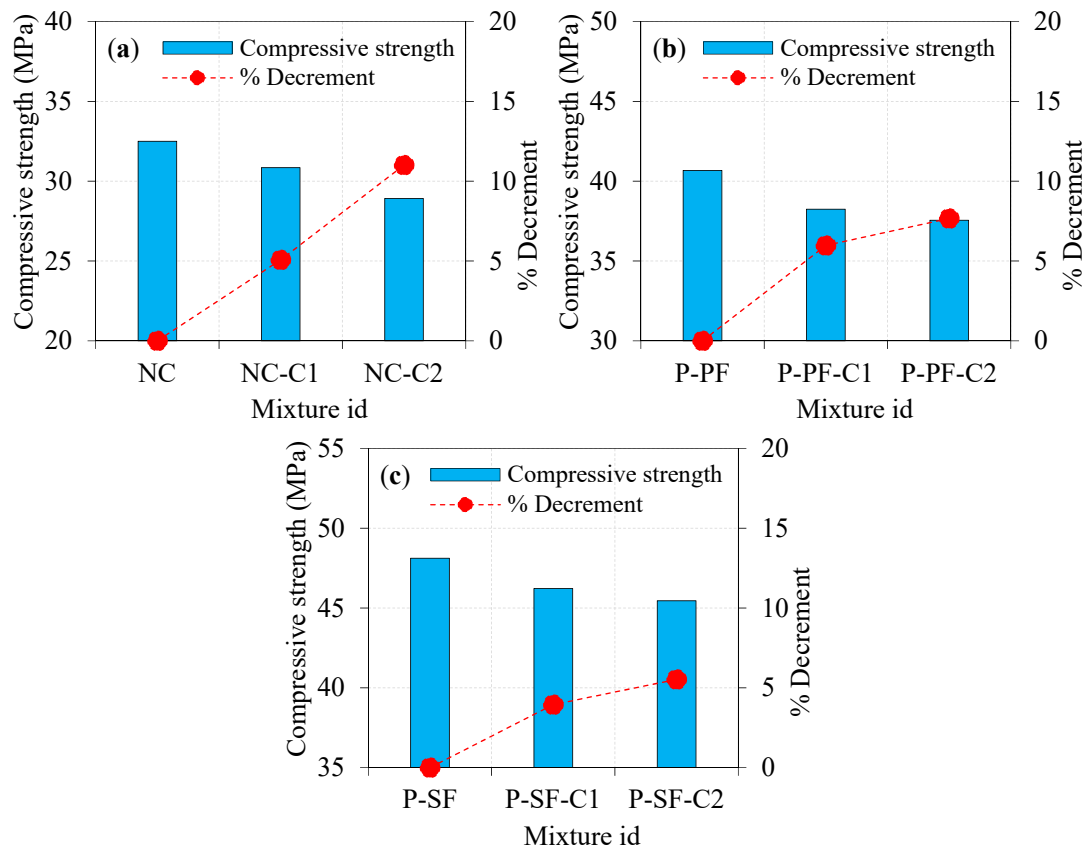 (a)
Compressive strength
% Decrement
40
35
30
25
20
20
15
10
5
0
Compressive strength (MPa)
% Decrement
NC NC-C1 NC-C2
Mixture id
(b)
Compressive strength
% Decrement
50
45
40
35
30
20
15
10
5
0
Compressive strength (MPa)
% Decrement
P-PF P-PF-C1 P-PF-C2
Mixture id
(c)
Compressive strength
% Decrement
55
50
45
40
35
20
15
10
5
0
Compressive strength (MPa)
% Decrement
P-SF P-SF-C1 P-SF-C2
Mixture id